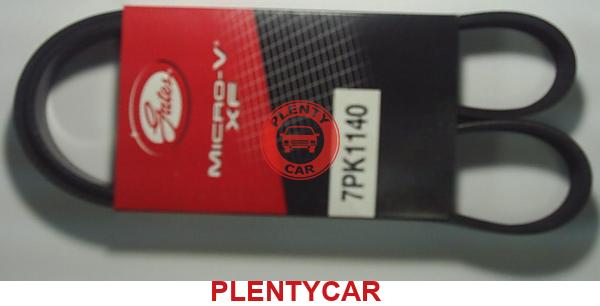 Gates
MICRO-V®
XF
PLENTY
CAR
7PK1140
PLENTYCAR